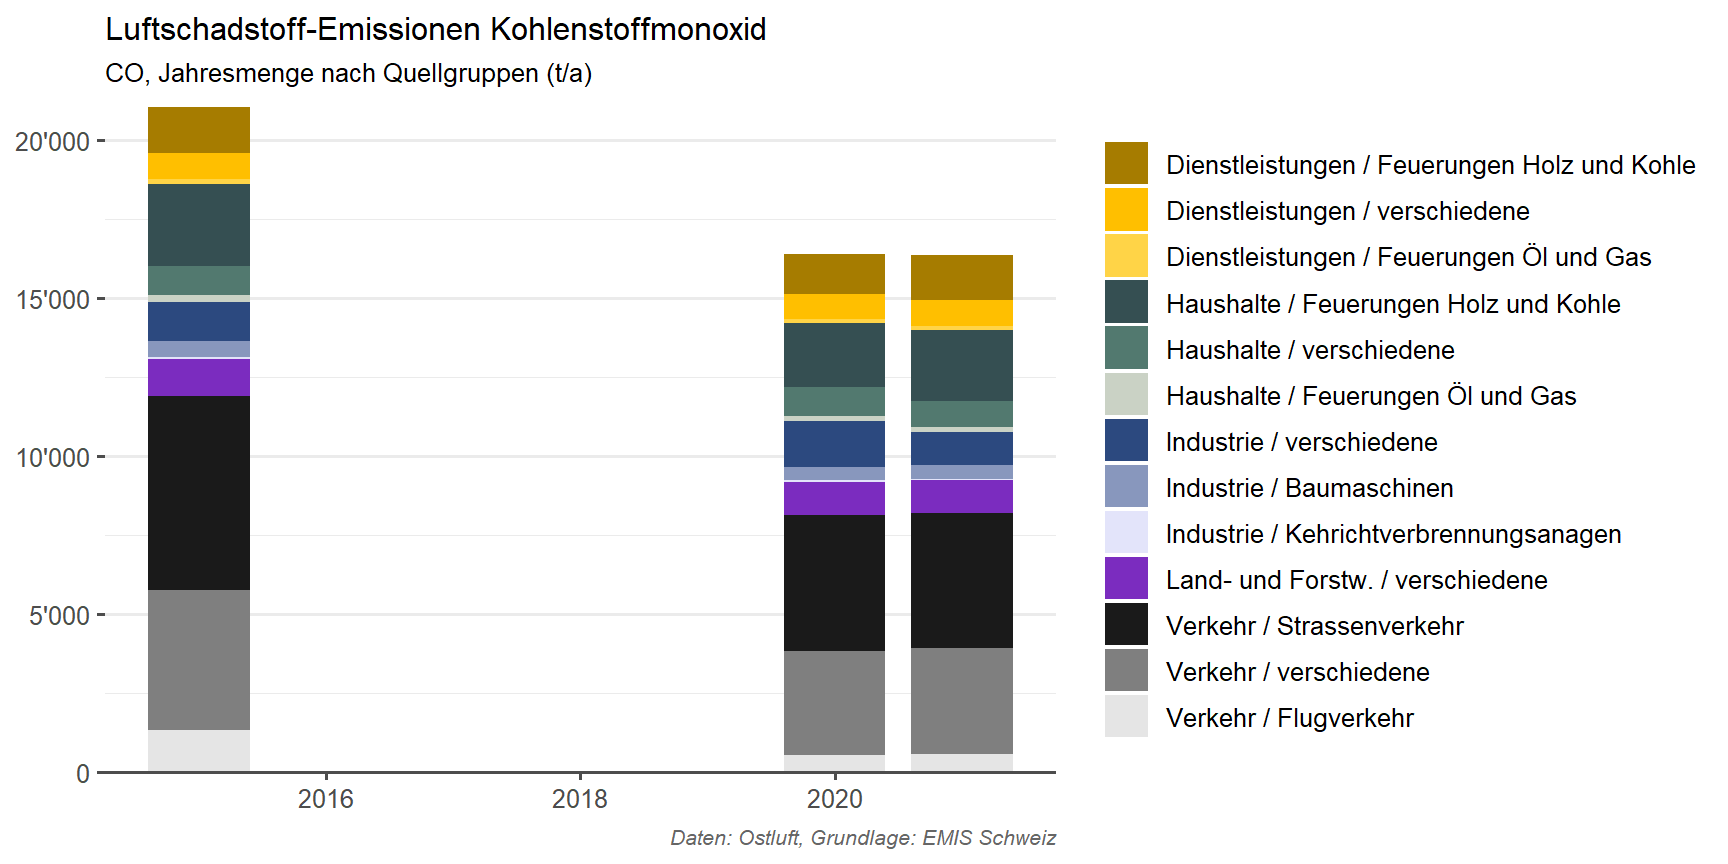 Luftschadstoff-Emissionen Kohlenstoffmonoxid
CO, Jahresmenge nach Quellgruppen (t/a)
20'000
15'000
10'000
5'000
0
2016
2018
2020
Dienstleistungen / Feuerungen Holz und Kohle
Dienstleistungen / verschiedene
Dienstleistungen / Feuerungen Öl und Gas
Haushalte / Feuerungen Holz und Kohle
Haushalte / verschiedene
Haushalte / Feuerungen Öl und Gas
Industrie / verschiedene
Industrie / Baumaschinen
Industrie / Kehrichtverbrennungsanagen
Land- und Forstw. / verschiedene
Verkehr / Strassenverkehr
Verkehr / verschiedene
Verkehr / Flugverkehr
Daten: Ostluft, Grundlage: EMIS Schweiz